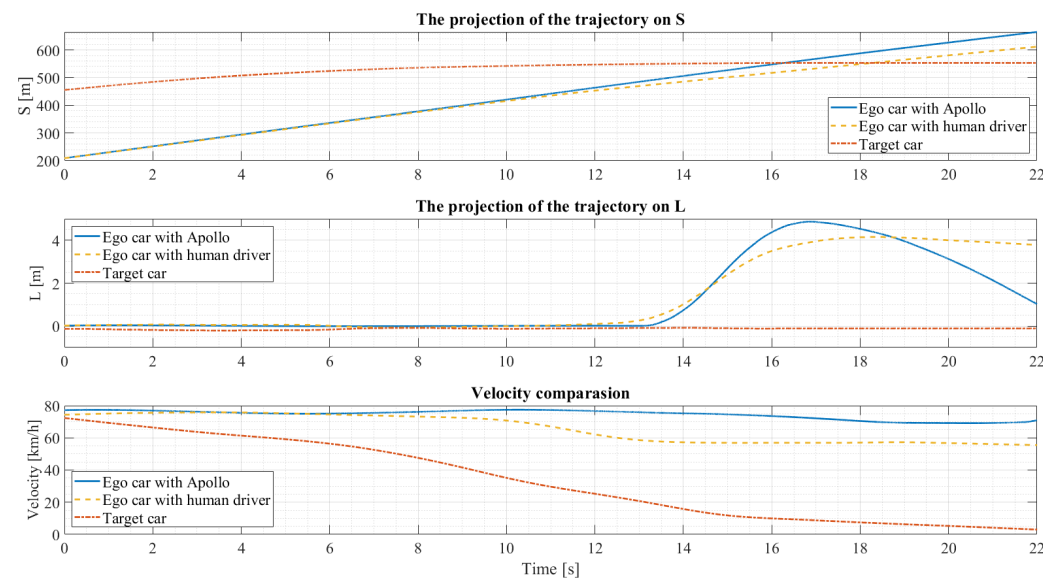 The projection of the trajectory on S
S [m]
600
500
400
300
200
Ego car with Apollo
Ego car with human driver
Target car
0 2 4 6 8 10 12 14 16 18 20 22
The projection of the trajectory on L
L [m]
4
2
0
Ego car with Apollo
Ego car with human driver
Target car
0 2 4 6 8 10 12 14 16 18 20 22
Velocity comparasion
Velocity [km/h]
80
60
40
20
0
Ego car with Apollo
Ego car with human driver
Target car
0 2 4 6 8 10 12 14 16 18 20 22
Time [s]